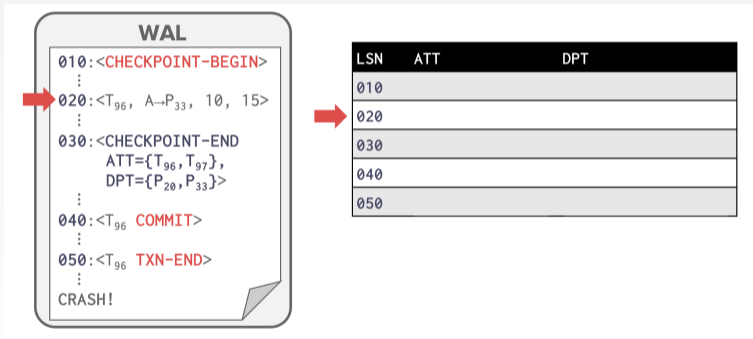 WAL
010:<CHECKPOINT-BEGIN>
⋮
020:<T₉₆, A→P₃₃, 10, 15>
⋮
030:<CHECKPOINT-END
ATT={T₉₆,T₉₇},
DPT={P₂₀,P₃₃}>
⋮
040:<T₉₆ COMMIT>
⋮
050:<T₉₆ TXN-END>
⋮
CRASH!
LSN ATT DPT
010
020
030
040
050